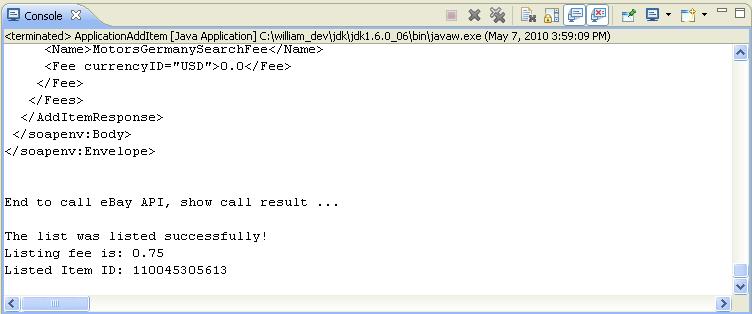 Console
<terminated> ApplicationAddItem [Java Application] C:\william_dev\jdk\jdk1.6.0_06\bin\javaw.exe (May 7, 2010 3:59:09 PM)
<Name>MotorsGermanySearchFee</Name>
<Fee currencyID="USD">0.0</Fee>
</Fee>
</Fees>
</AddItemResponse>
</soapenv:Body>
</soapenv:Envelope>
End to call eBay API, show call result ...
The list was listed successfully!
Listing fee is: 0.75
Listed Item ID: 110045305613